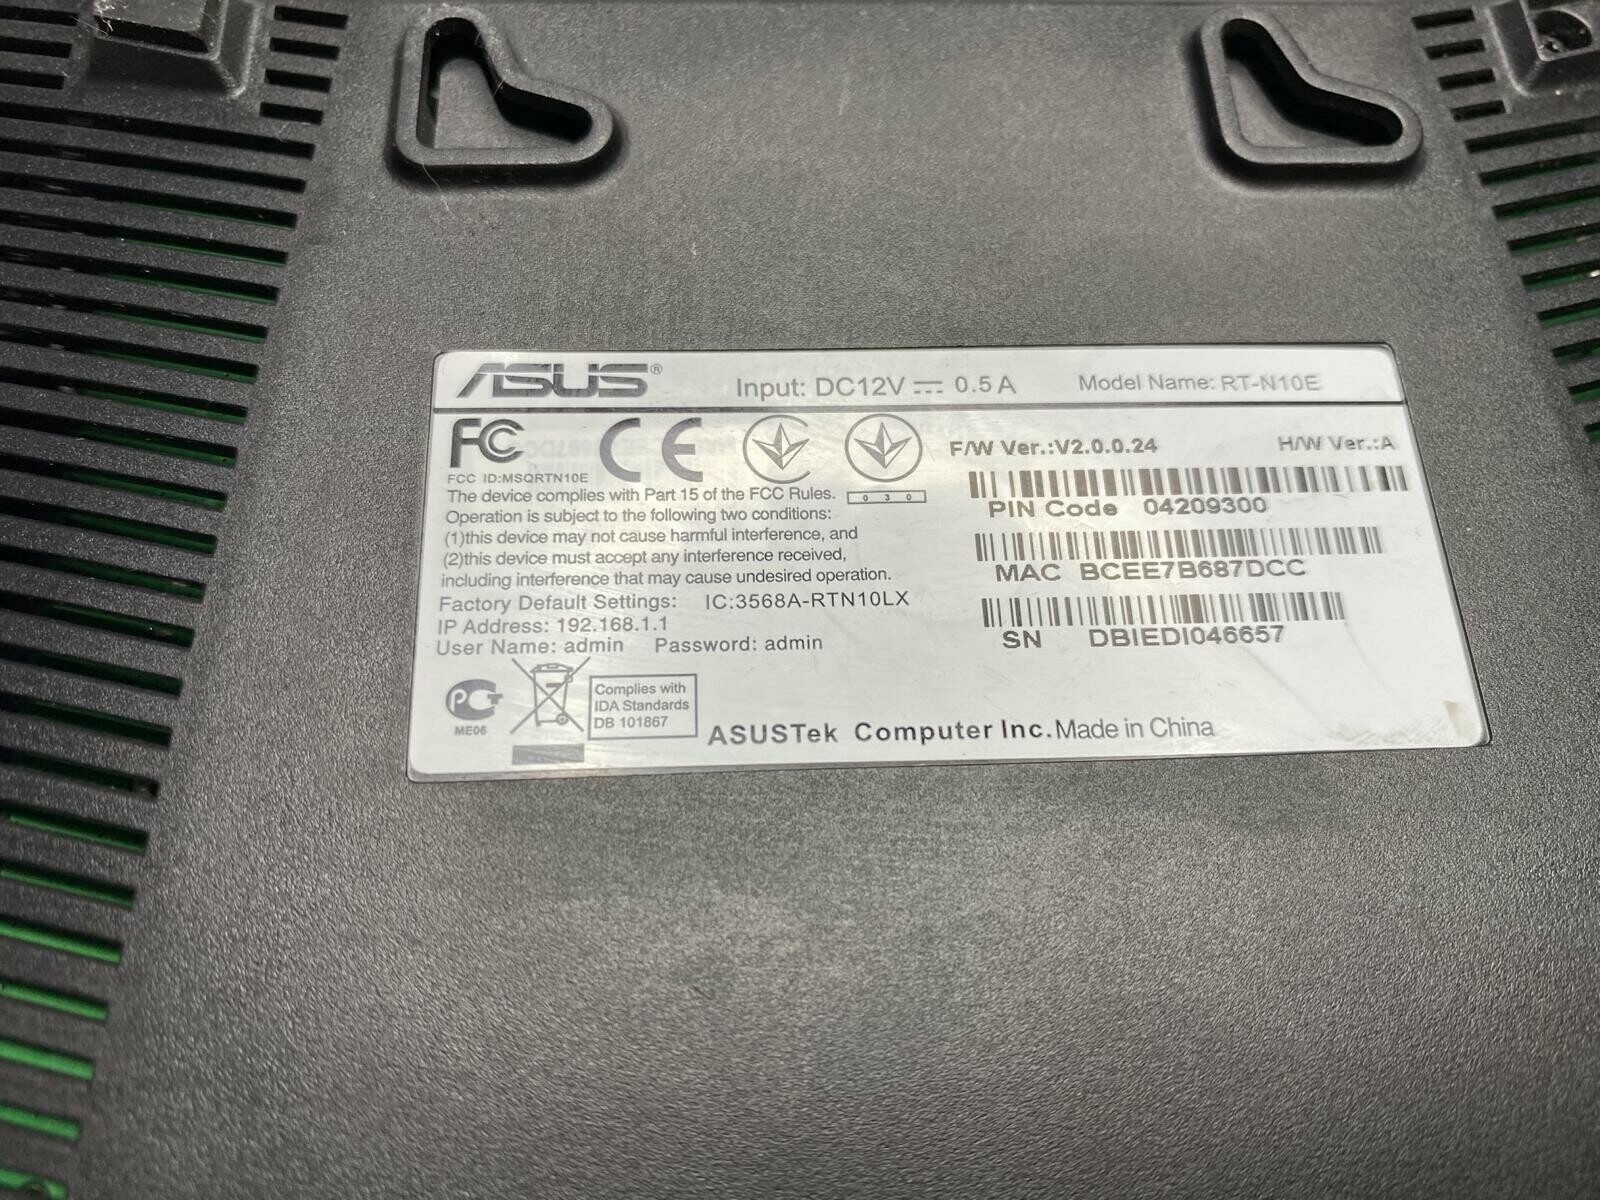 ASUS® Input: DC12V ⎓ 0.5A Model Name: RT-N10E
FC CE
FCC ID:MSQRTN10E
The device complies with Part 15 of the FCC Rules.
Operation is subject to the following two conditions:
(1)this device may not cause harmful interference, and
(2)this device must accept any interference received,
including interference that may cause undesired operation.
0 3 0
Factory Default Settings: IC:3568A-RTN10LX
IP Address: 192.168.1.1
User Name: admin Password: admin
F/W Ver.:V2.0.0.24 H/W Ver.:A
PIN Code 04209300
MAC BCEE7B687DCC
SN DBIEDI046657
PCT
ME06
Complies with
IDA Standards
DB 101867
ASUSTek Computer Inc. Made in China